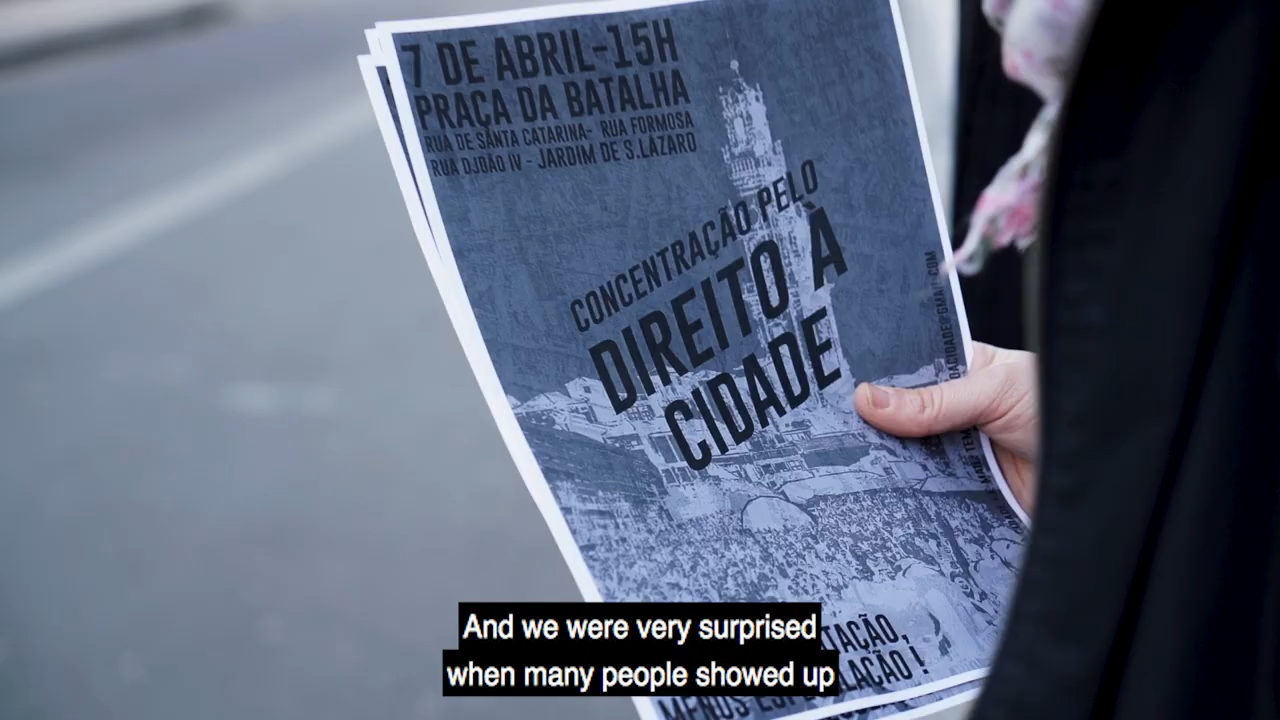 7 DE ABRIL-15H
PRAÇA DA BATALHA
RUA DE SANTA CATARINA- RUA FORMOSA
RUA DJOÃO IV - JARDIM DE S.LAZARO
CONCENTRAÇÃO PELO
DIREITO À
CIDADE
And we were very surprised
when many people showed up
MENOS